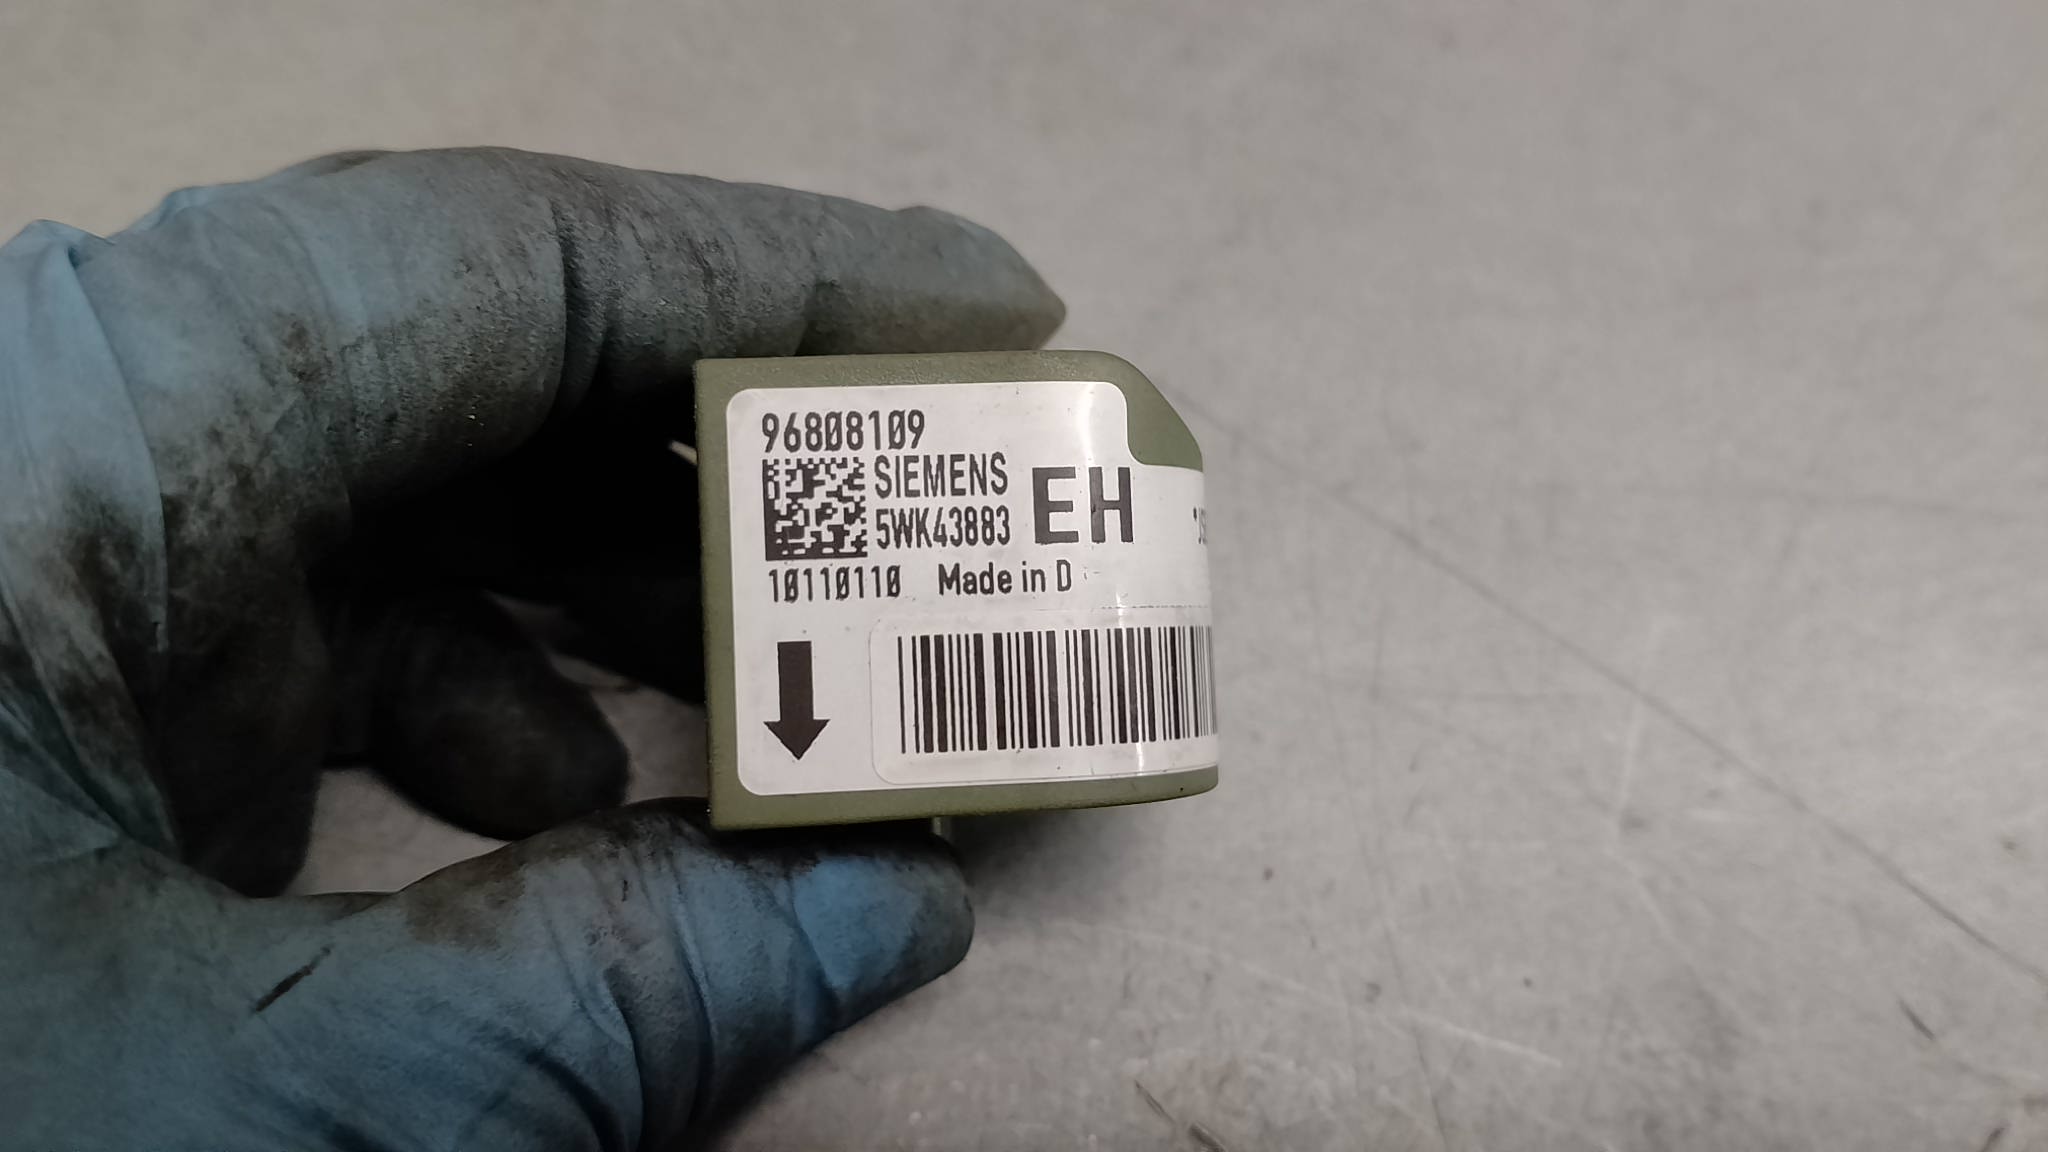 96808109
SIEMENS
5WK43883
EH
10110110 Made in D